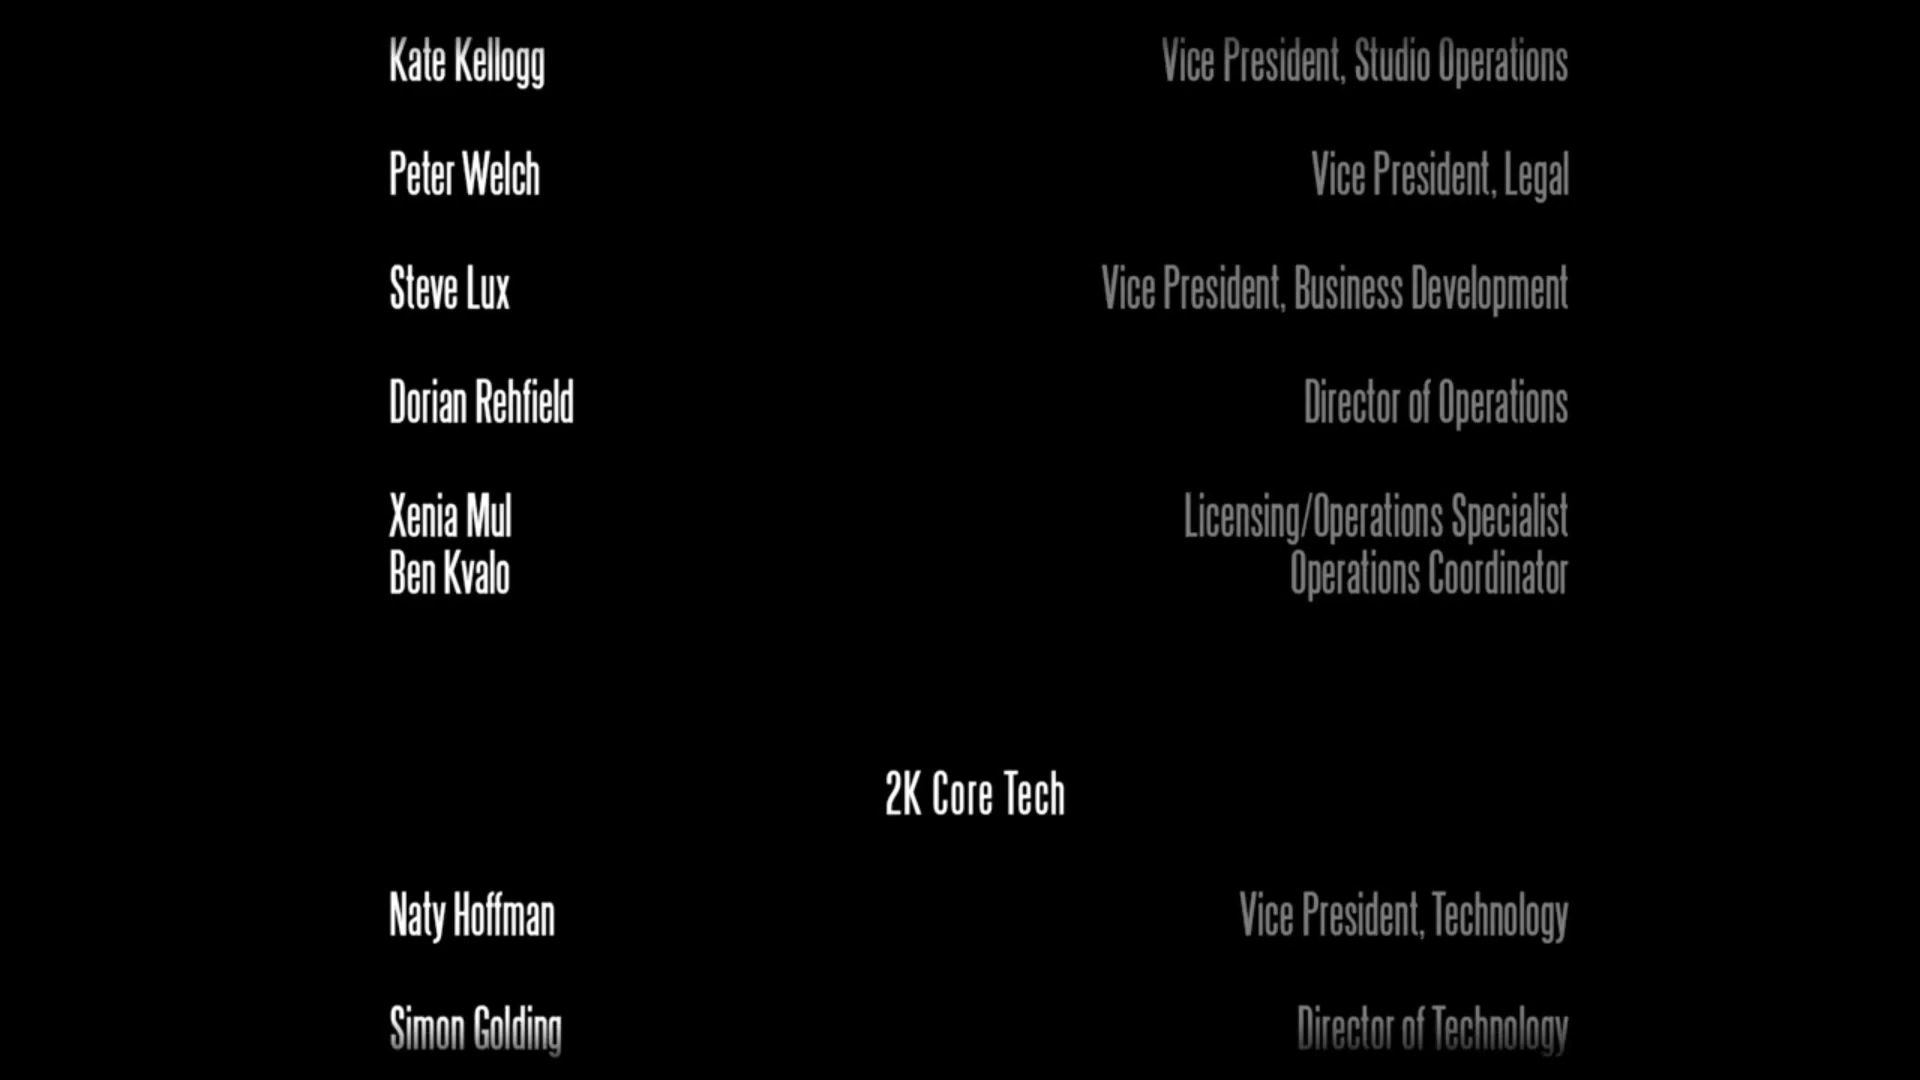 Kate Kellogg Vice President, Studio Operations
Peter Welch Vice President, Legal
Steve Lux Vice President, Business Development
Dorian Rehfield Director of Operations
Xenia Mul Licensing/Operations Specialist
Ben Kvalo Operations Coordinator
2K Core Tech
Naty Hoffman Vice President, Technology
Simon Golding Director of Technology